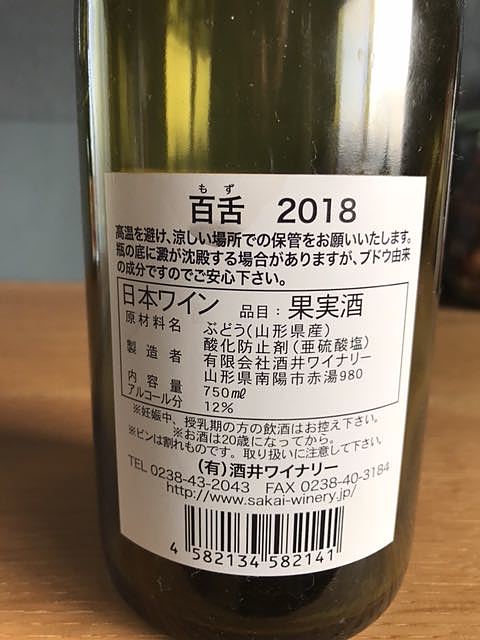 もず
百舌 2018
高温を避け、涼しい場所での保管をお願いいたします。
瓶の底に澱が沈殿する場合がありますが、ブドウ由来
の成分ですのでご安心下さい。
日本ワイン 品目：果実酒
原材料名 ぶどう(山形県産)
酸化防止剤(亜硫酸塩)
製造者 有限会社酒井ワイナリー
山形県南陽市赤湯980
内容量 750㎖
アルコール分 12%
※妊娠中、授乳期の方の飲酒はお控え下さい。
※お酒は20歳になってから。
※ビンは割れものです。取り扱いに注意して下さい。
(有)酒井ワイナリー
TEL 0238-43-2043 FAX 0238-40-3184
http://www.sakai-winery.jp/
4 582134 582141